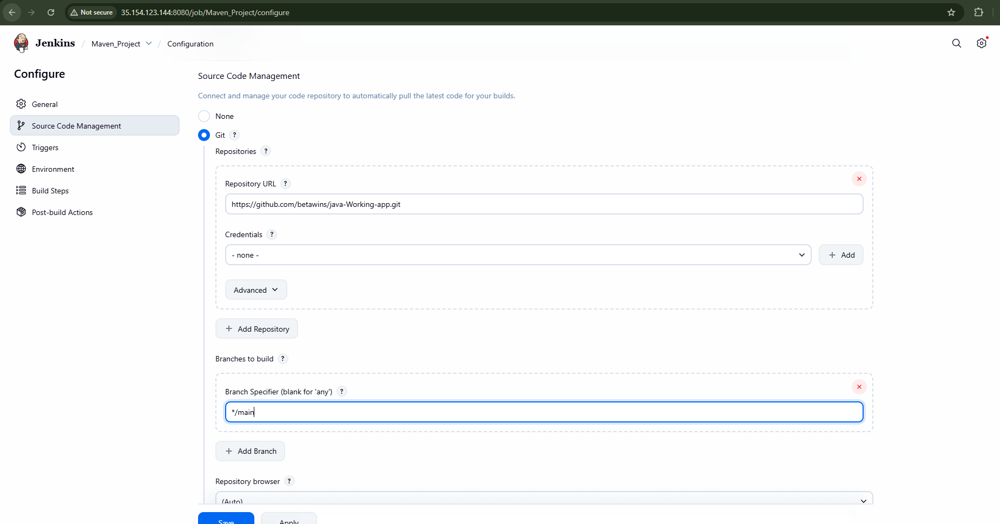 Not secure 35.154.123.144:8080/job/Maven_Project/configure
Jenkins / Maven_Project / Configuration
Configure
General
Source Code Management
Triggers
Environment
Build Steps
Post-build Actions
Source Code Management
Connect and manage your code repository to automatically pull the latest code for your builds.
None
Git ?
Repositories ?
Repository URL ?
https://github.com/betawins/java-Working-app.git
Credentials ?
- none -
+ Add
Advanced
+ Add Repository
Branches to build ?
Branch Specifier (blank for 'any') ?
*/main
+ Add Branch
Repository browser ?
(Auto)
Save Apply